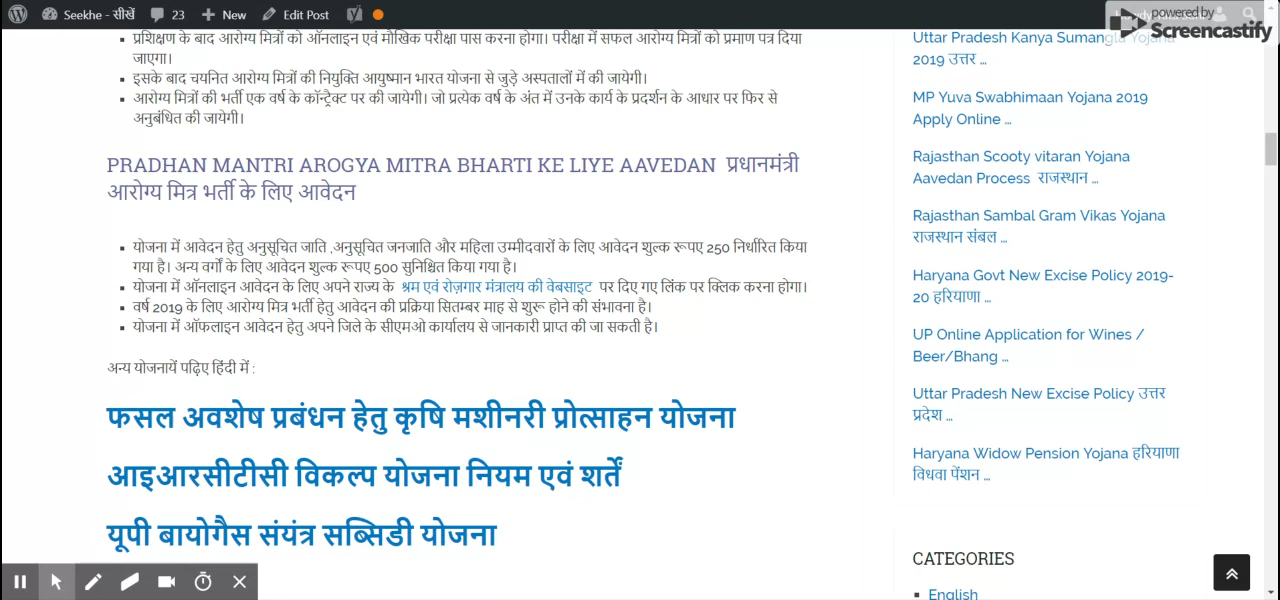 Seekhe - सीखें 23 New Edit Post
powered by
Screencastify
प्रशिक्षण के बाद आरोग्य मित्रों को ऑनलाइन एवं मौखिक परीक्षा पास करना होगा। परीक्षा में सफल आरोग्य मित्रों को प्रमाण पत्र दिया
जाएगा।
इसके बाद चयनित आरोग्य मित्रों की नियुक्ति आयुष्मान भारत योजना से जुड़े अस्पतालों में की जायेगी।
आरोग्य मित्रों की भर्ती एक वर्ष के कॉन्ट्रैक्ट पर की जायेगी। जो प्रत्येक वर्ष के अंत में उनके कार्य के प्रदर्शन के आधार पर फिर से
अनुबंधित की जायेगी।
PRADHAN MANTRI AROGYA MITRA BHARTI KE LIYE AAVEDAN प्रधानमंत्री
आरोग्य मित्र भर्ती के लिए आवेदन
योजना में आवेदन हेतु अनुसूचित जाति ,अनुसूचित जनजाति और महिला उम्मीदवारों के लिए आवेदन शुल्क रूपए 250 निर्धारित किया
गया है। अन्य वर्गों के लिए आवेदन शुल्क रूपए 500 सुनिश्चित किया गया है।
योजना में ऑनलाइन आवेदन के लिए अपने राज्य के श्रम एवं रोज़गार मंत्रालय की वेबसाइट पर दिए गए लिंक पर क्लिक करना होगा।
वर्ष 2019 के लिए आरोग्य मित्र भर्ती हेतु आवेदन की प्रक्रिया सितम्बर माह से शुरू होने की संभावना है।
योजना में ऑफलाइन आवेदन हेतु अपने जिले के सीएमओ कार्यालय से जानकारी प्राप्त की जा सकती है।
अन्य योजनायें पढ़िए हिंदी में :
फसल अवशेष प्रबंधन हेतु कृषि मशीनरी प्रोत्साहन योजना
आइआरसीटीसी विकल्प योजना नियम एवं शर्तें
यूपी बायोगैस संयंत्र सब्सिडी योजना
Uttar Pradesh Kanya Sumangla Yojana
2019 उत्तर ...
MP Yuva Swabhimaan Yojana 2019
Apply Online ...
Rajasthan Scooty vitaran Yojana
Aavedan Process राजस्थान ...
Rajasthan Sambal Gram Vikas Yojana
राजस्थान संबल ...
Haryana Govt New Excise Policy 2019-
20 हरियाणा ...
UP Online Application for Wines /
Beer/Bhang ...
Uttar Pradesh New Excise Policy उत्तर
प्रदेश ...
Haryana Widow Pension Yojana हरियाणा
विधवा पेंशन ...
CATEGORIES
English